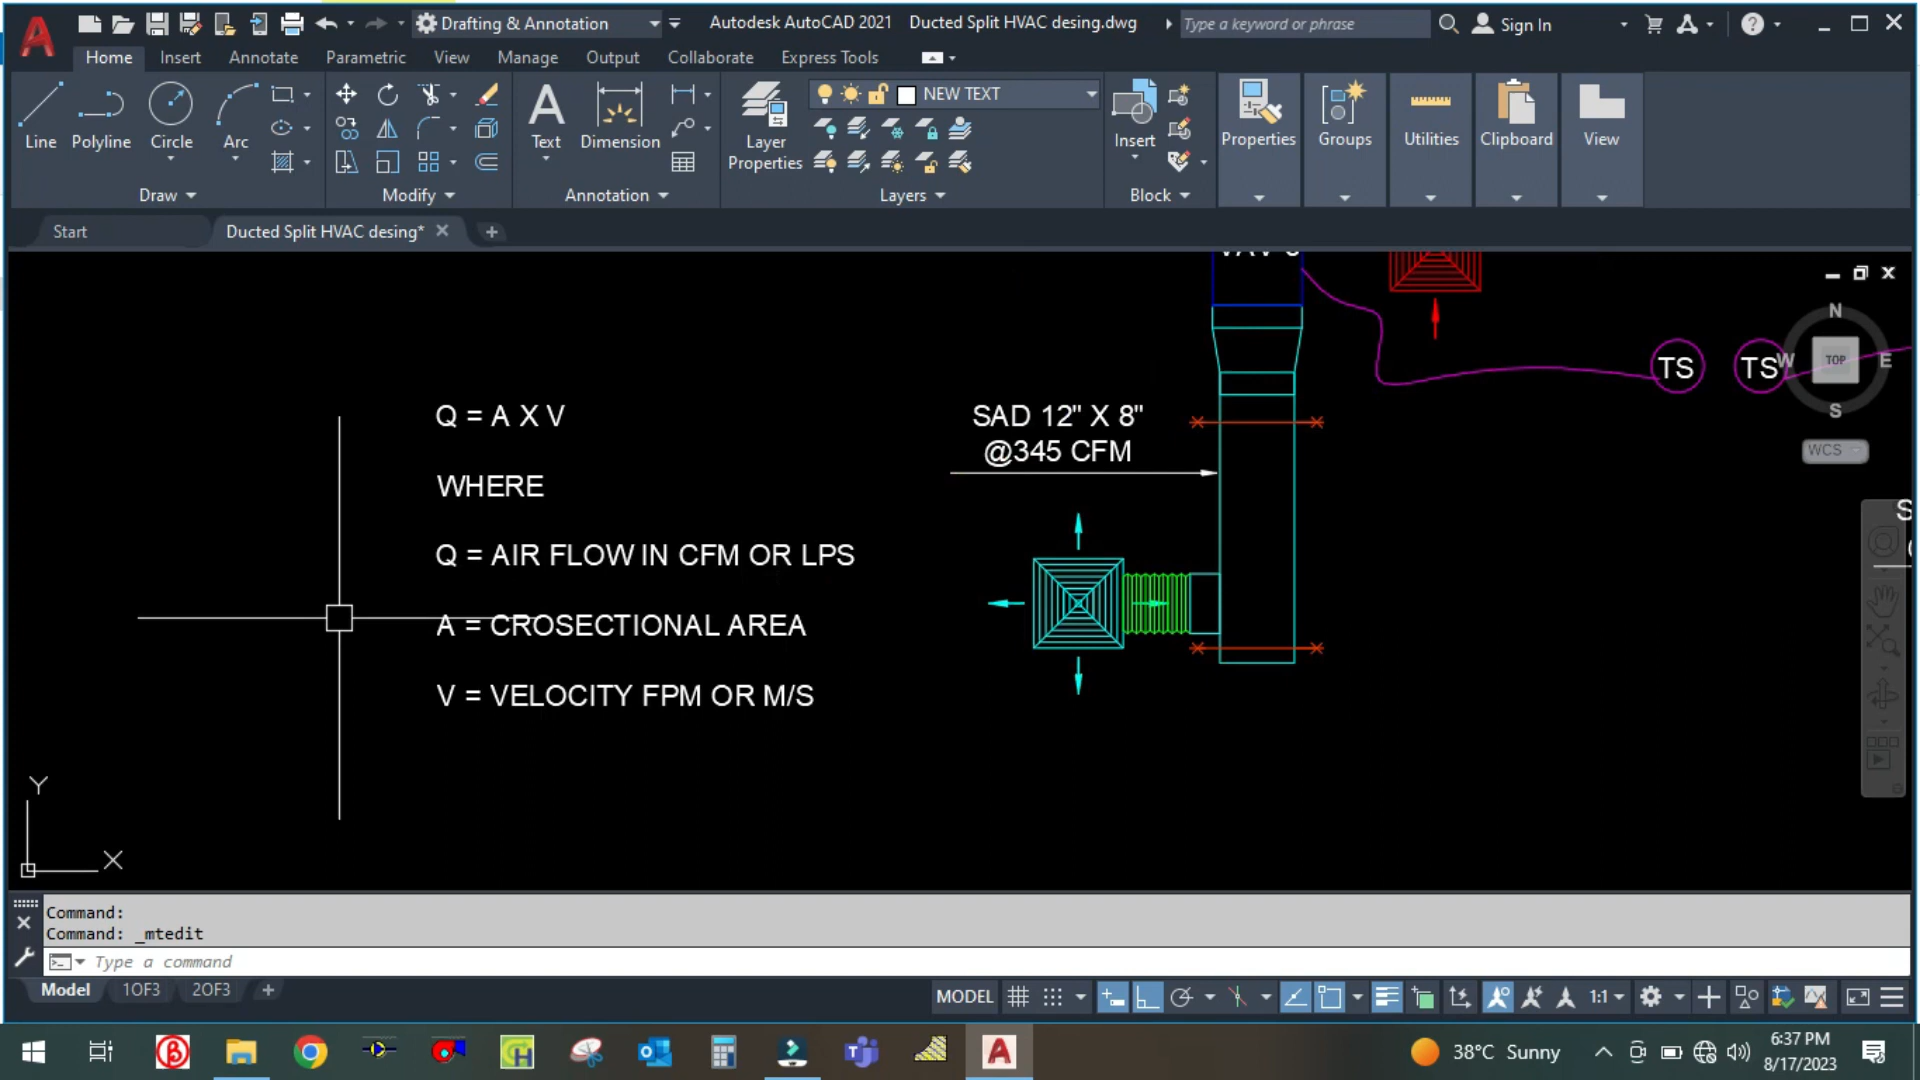 Drafting & Annotation
Autodesk AutoCAD 2021 Ducted Split HVAC desing.dwg
Type a keyword or phrase
Sign In
Home Insert Annotate Parametric View Manage Output Collaborate Express Tools
NEW TEXT
Line Polyline Circle Arc
Text Dimension
Layer Properties
Insert
Properties Groups Utilities Clipboard View
Draw Modify Annotation Layers Block
Start Ducted Split HVAC desing*
N
W TOP E
S
WCS
TS TS
Q = A X V
WHERE
Q = AIR FLOW IN CFM OR LPS
A = CROSECTIONAL AREA
V = VELOCITY FPM OR M/S
SAD 12" X 8"
@345 CFM
Y
X
Command:
Command: _mtedit
Type a command
Model 1OF3 2OF3
MODEL 1:1
38°C Sunny
6:37 PM
8/17/2023